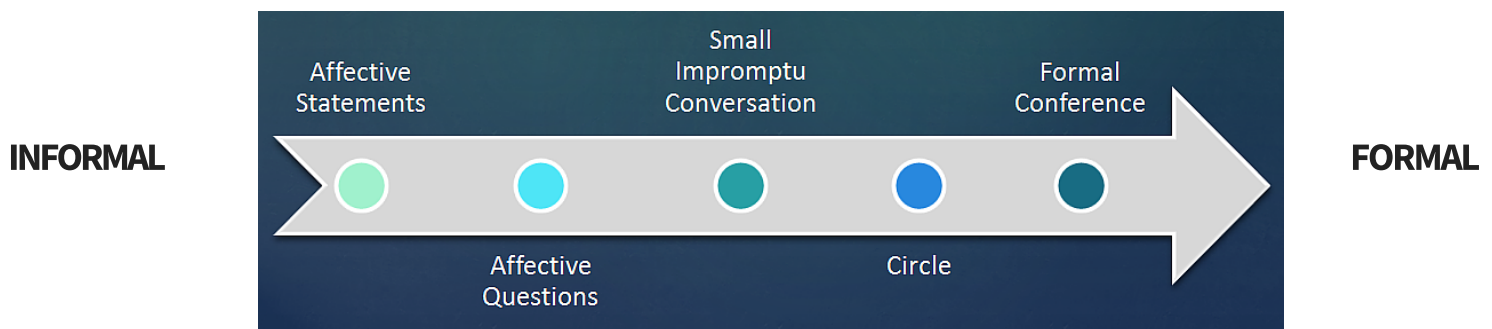 INFORMAL
Affective
Statements
Affective
Questions
Small
Impromptu
Conversation
Circle
Formal
Conference
FORMAL